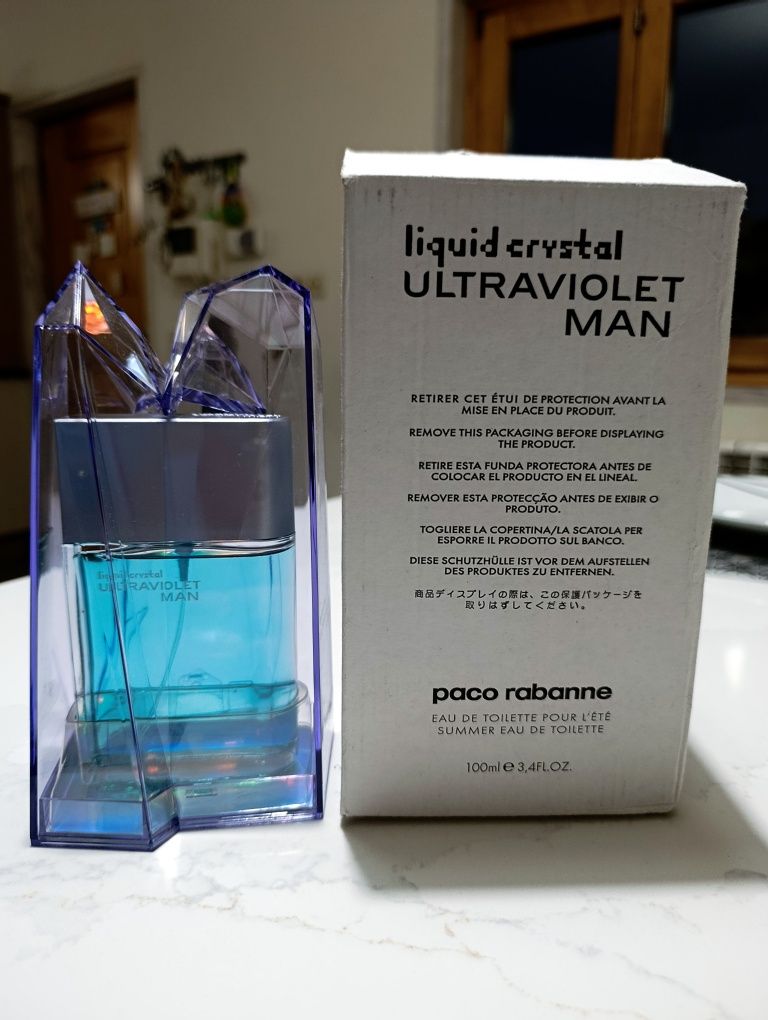 liquid crystal
ULTRAVIOLET
MAN
liquid crystal
ULTRAVIOLET
MAN
RETIRER CET ÉTUI DE PROTECTION AVANT LA
MISE EN PLACE DU PRODUIT.
REMOVE THIS PACKAGING BEFORE DISPLAYING
THE PRODUCT.
RETIRE ESTA FUNDA PROTECTORA ANTES DE
COLOCAR EL PRODUCTO EN EL LINEAL.
REMOVER ESTA PROTECÇÃO ANTES DE EXIBIR O
PRODUTO.
TOGLIERE LA COPERTINA/LA SCATOLA PER
ESPORRE IL PRODOTTO SUL BANCO.
DIESE SCHUTZHÜLLE IST VOR DEM AUFSTELLEN
DES PRODUKTES ZU ENTFERNEN.
商品ディスプレイの際は、この保護パッケージを
取りはずしてください。
paco rabanne
EAU DE TOILETTE POUR L'ÉTÉ
SUMMER EAU DE TOILETTE
100ml e 3,4FL.OZ.